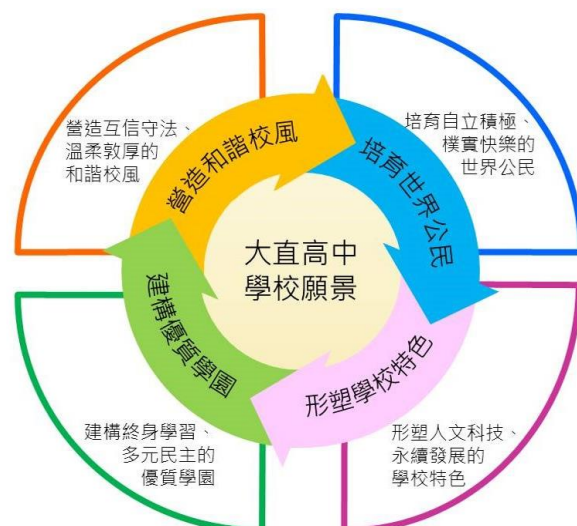 營造互信守法、
溫柔敦厚的
和諧校風
營造和諧校風
培育自立積極、
樸實快樂的
世界公民
培育世界公民
大直高中
學校願景
建構優質學園
建構終身學習、
多元民主的
優質學園
形塑學校特色
形塑人文科技、
永續發展的
學校特色